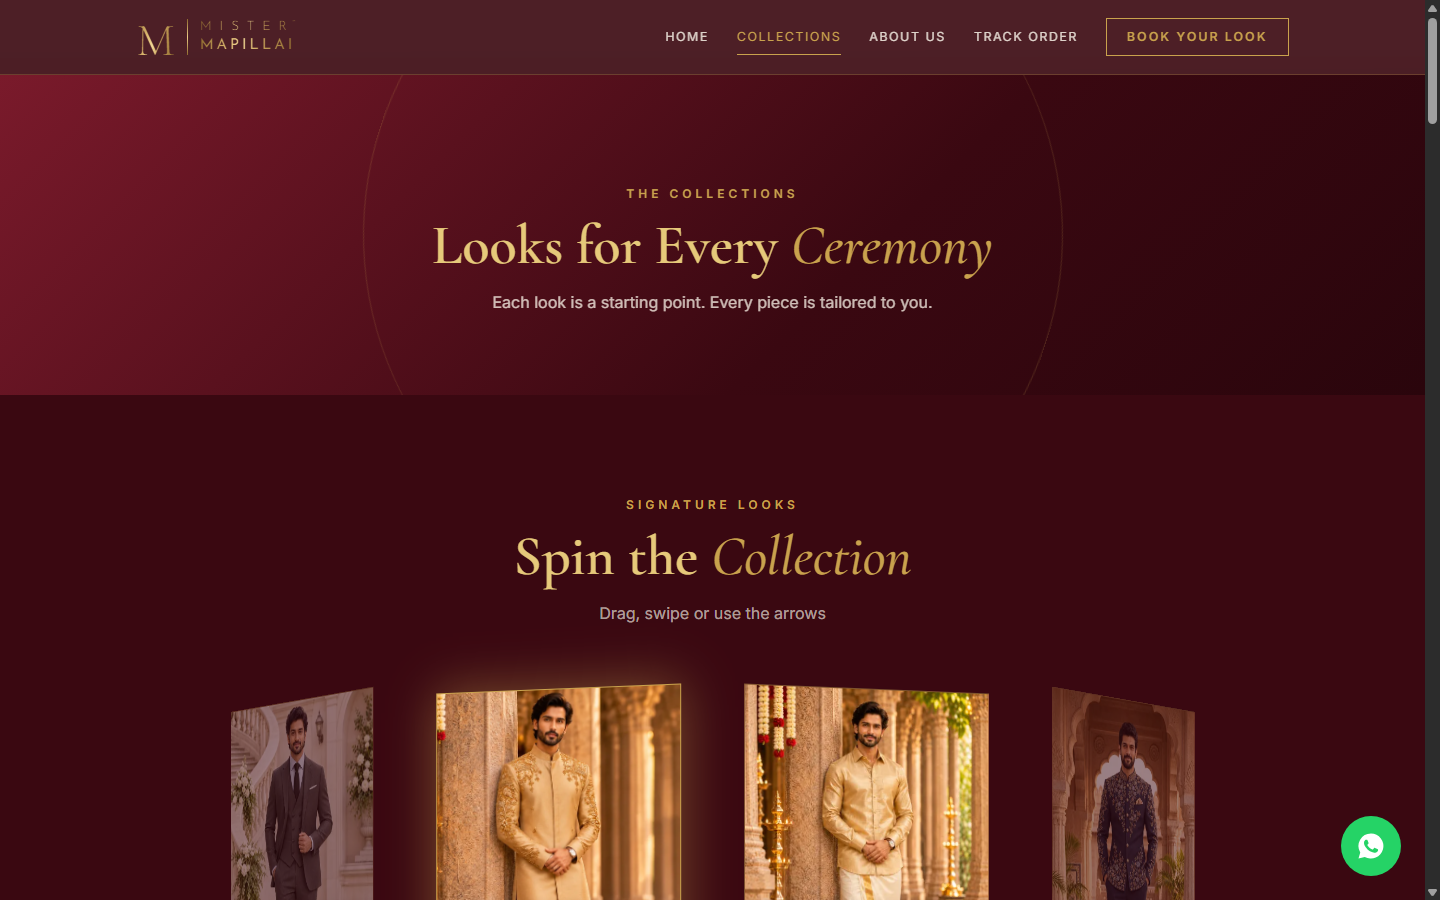 M
MISTER
MAPILLAI
HOME
COLLECTIONS
ABOUT US
TRACK ORDER
BOOK YOUR LOOK
THE COLLECTIONS
Looks for Every Ceremony
Each look is a starting point. Every piece is tailored to you.
SIGNATURE LOOKS
Spin the Collection
Drag, swipe or use the arrows